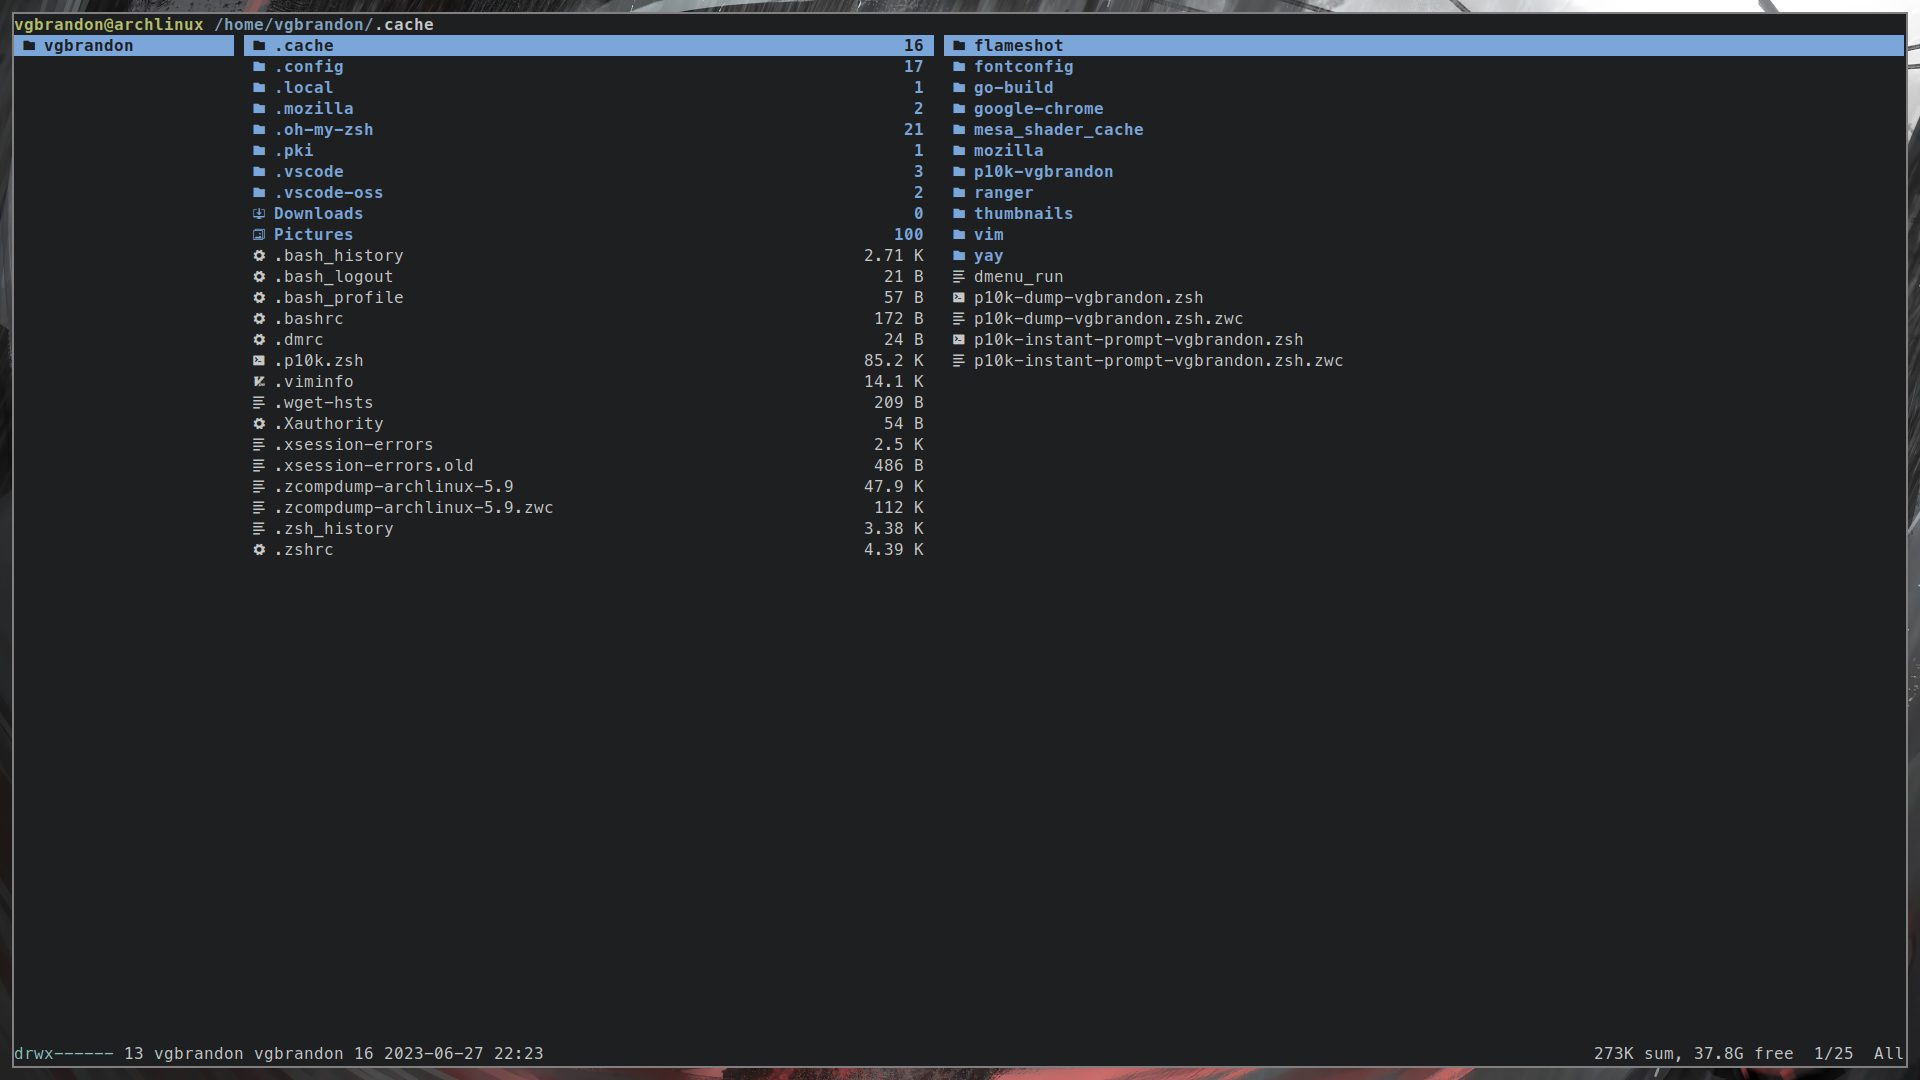 vgbrandon@archlinux /home/vgbrandon/.cache
vgbrandon
.cache 16
.config 17
.local 1
.mozilla 2
.oh-my-zsh 21
.pki 1
.vscode 3
.vscode-oss 2
Downloads 0
Pictures 100
.bash_history 2.71 K
.bash_logout 21 B
.bash_profile 57 B
.bashrc 172 B
.dmrc 24 B
.p10k.zsh 85.2 K
.viminfo 14.1 K
.wget-hsts 209 B
.Xauthority 54 B
.xsession-errors 2.5 K
.xsession-errors.old 486 B
.zcompdump-archlinux-5.9 47.9 K
.zcompdump-archlinux-5.9.zwc 112 K
.zsh_history 3.38 K
.zshrc 4.39 K
flameshot
fontconfig
go-build
google-chrome
mesa_shader_cache
mozilla
p10k-vgbrandon
ranger
thumbnails
vim
yay
dmenu_run
p10k-dump-vgbrandon.zsh
p10k-dump-vgbrandon.zsh.zwc
p10k-instant-prompt-vgbrandon.zsh
p10k-instant-prompt-vgbrandon.zsh.zwc
drwx------ 13 vgbrandon vgbrandon 16 2023-06-27 22:23 273K sum, 37.8G free 1/25 All